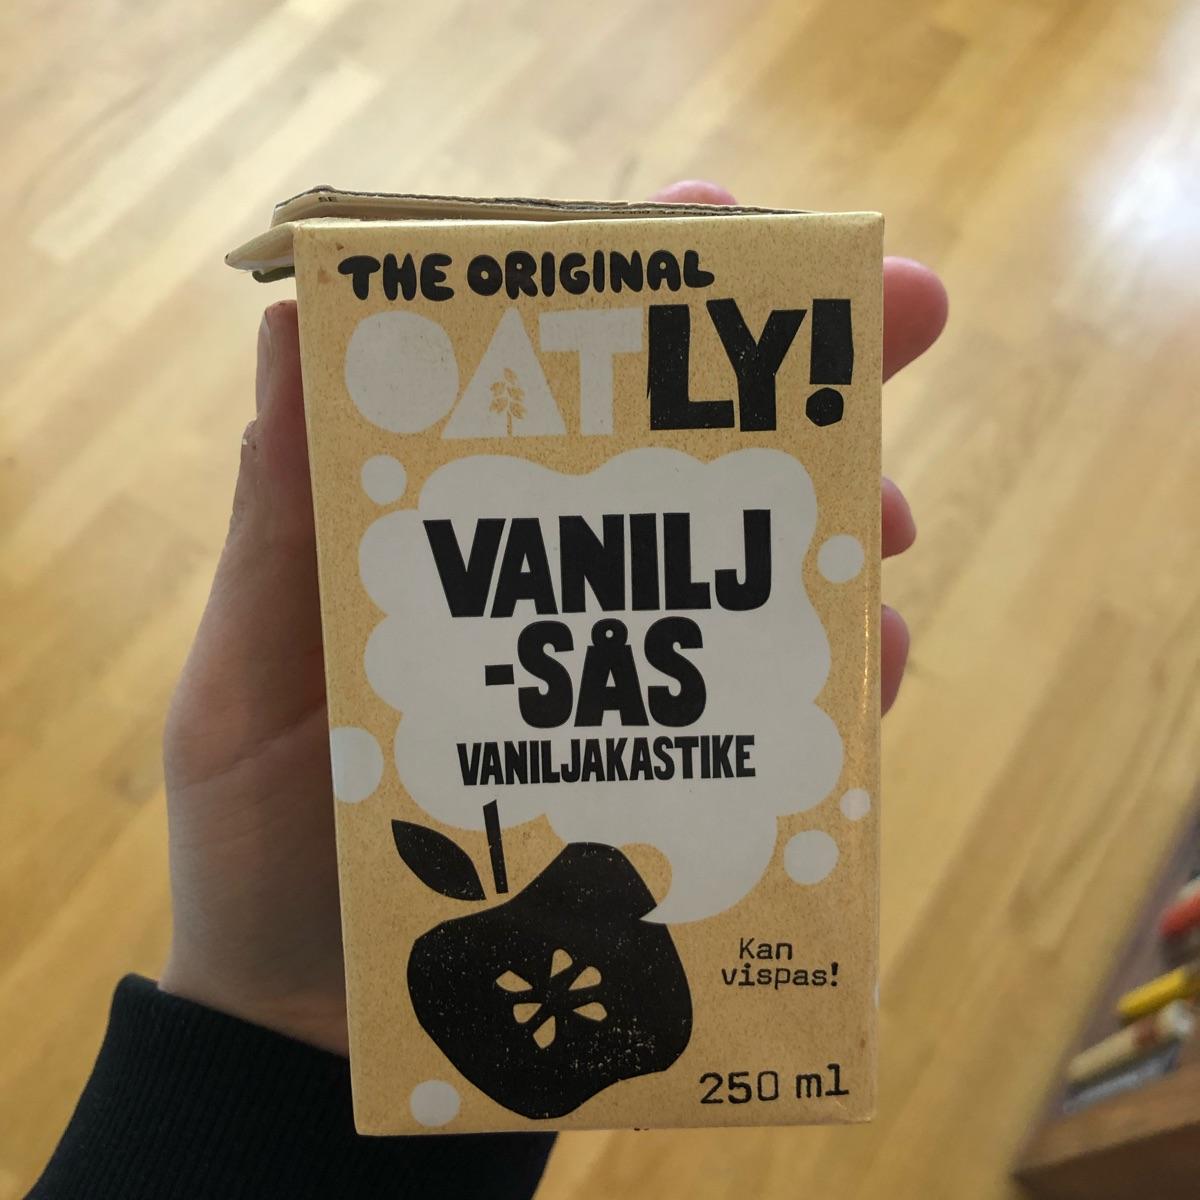 THE ORIGINAL
OATLY!
VANILJ
-SÅS
VANILJAKASTIKE
Kan
vispas!
250 ml